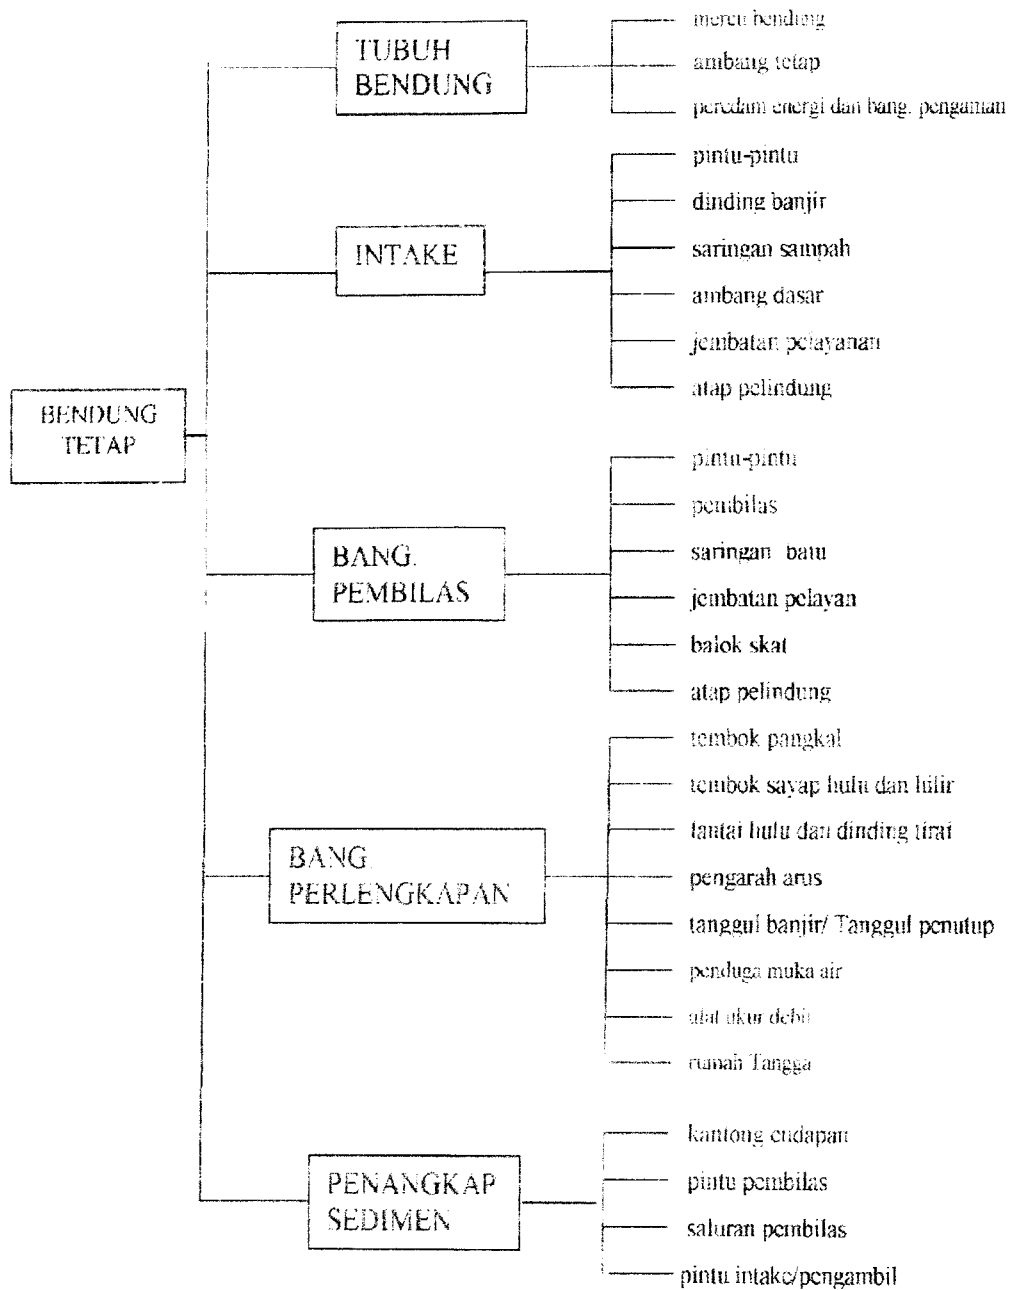 BENDUNG
TETAP
TUBUH
BENDUNG
mercu bendung
ambang tetap
peredam energi dan bang. pengaman
INTAKE
pintu-pintu
dinding banjir
saringan sampah
ambang dasar
jembatan pelayanan
atap pelindung
BANG.
PEMBILAS
pintu-pintu
pembilas
saringan batu
jembatan pelayan
balok skat
atap pelindung
BANG.
PERLENGKAPAN
tembok pangkal
tembok sayap hulu dan hilir
lantai hulu dan dinding tirai
pengarah arus
tanggul banjir/ Tanggul penutup
penduga muka air
alat ukur debit
rumah Tangga
PENANGKAP
SEDIMEN
kantong endapan
pintu pembilas
saluran pembilas
pintu intake/pengambil